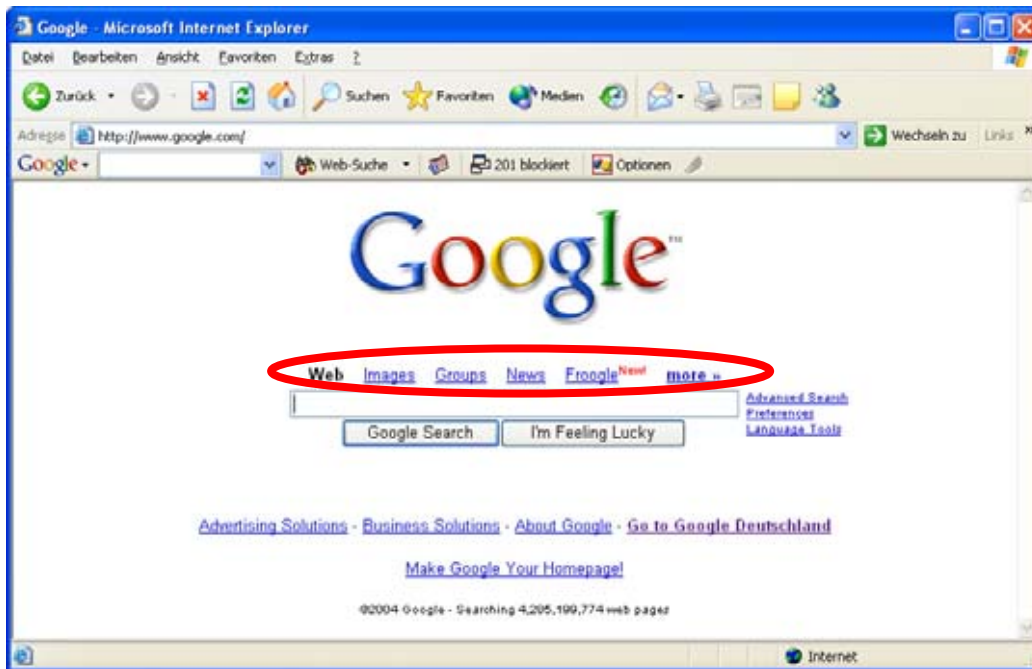 Google - Microsoft Internet Explorer
Datei Bearbeiten Ansicht Favoriten Extras ?
Zurück Suchen Favoriten Medien
Adresse http://www.google.com/ Wechseln zu Links »
Google Web-Suche 201 blockiert Optionen
Google™
Web Images Groups News Froogle New! more »
Advanced Search
Preferences
Language Tools
Google Search I'm Feeling Lucky
Advertising Solutions - Business Solutions - About Google - Go to Google Deutschland
Make Google Your Homepage!
©2004 Google - Searching 4,285,199,774 web pages
Internet